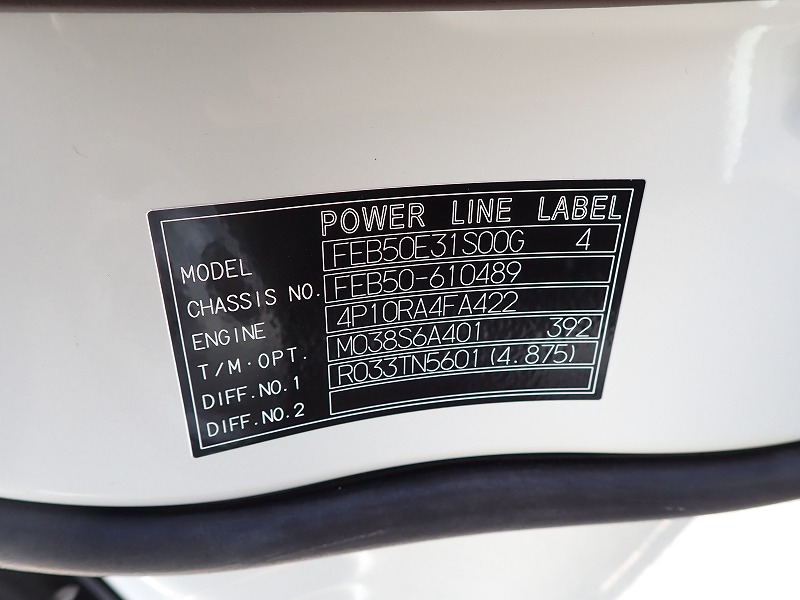 POWER LINE LABEL
MODEL FEB50E31S00G 4
CHASSIS NO. FEB50-610489
ENGINE 4P10RA4FA422
T/M·OPT. M038S6A401 392
DIFF.NO.1 R033TN5601(4.875)
DIFF.NO.2